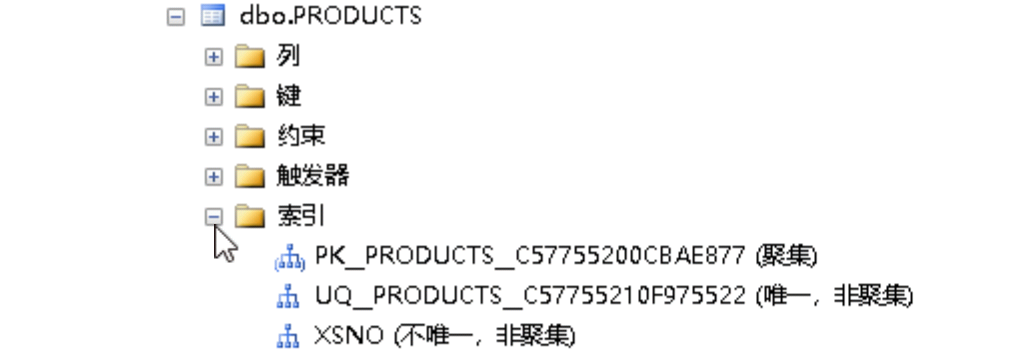 dbo.PRODUCTS
列
键
约束
触发器
索引
PK__PRODUCTS__C57755200CBAE877 (聚集)
UQ__PRODUCTS__C57755210F975522 (唯一，非聚集)
XSNO (不唯一，非聚集)